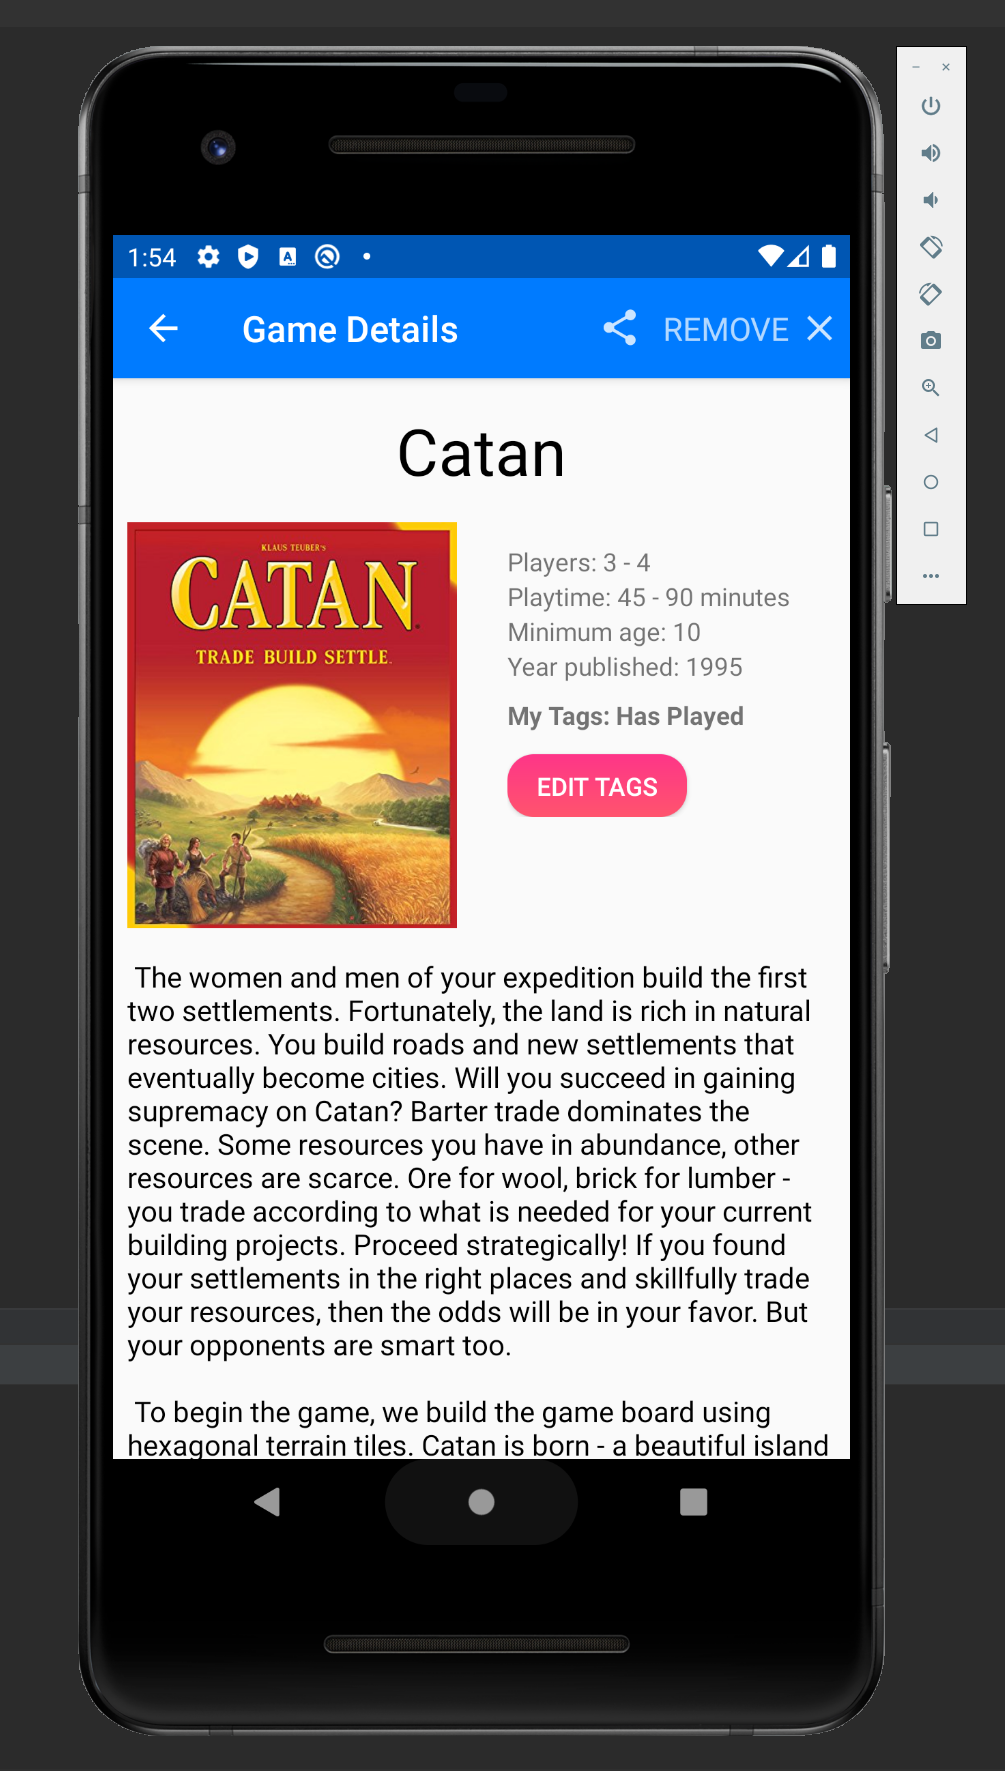 1:54
Game Details
REMOVE
Catan
KLAUS TEUBER'S
CATAN
TRADE BUILD SETTLE.
Players: 3 - 4
Playtime: 45 - 90 minutes
Minimum age: 10
Year published: 1995
My Tags: Has Played
EDIT TAGS
The women and men of your expedition build the first
two settlements. Fortunately, the land is rich in natural
resources. You build roads and new settlements that
eventually become cities. Will you succeed in gaining
supremacy on Catan? Barter trade dominates the
scene. Some resources you have in abundance, other
resources are scarce. Ore for wool, brick for lumber -
you trade according to what is needed for your current
building projects. Proceed strategically! If you found
your settlements in the right places and skillfully trade
your resources, then the odds will be in your favor. But
your opponents are smart too.
To begin the game, we build the game board using
hexagonal terrain tiles. Catan is born - a beautiful island